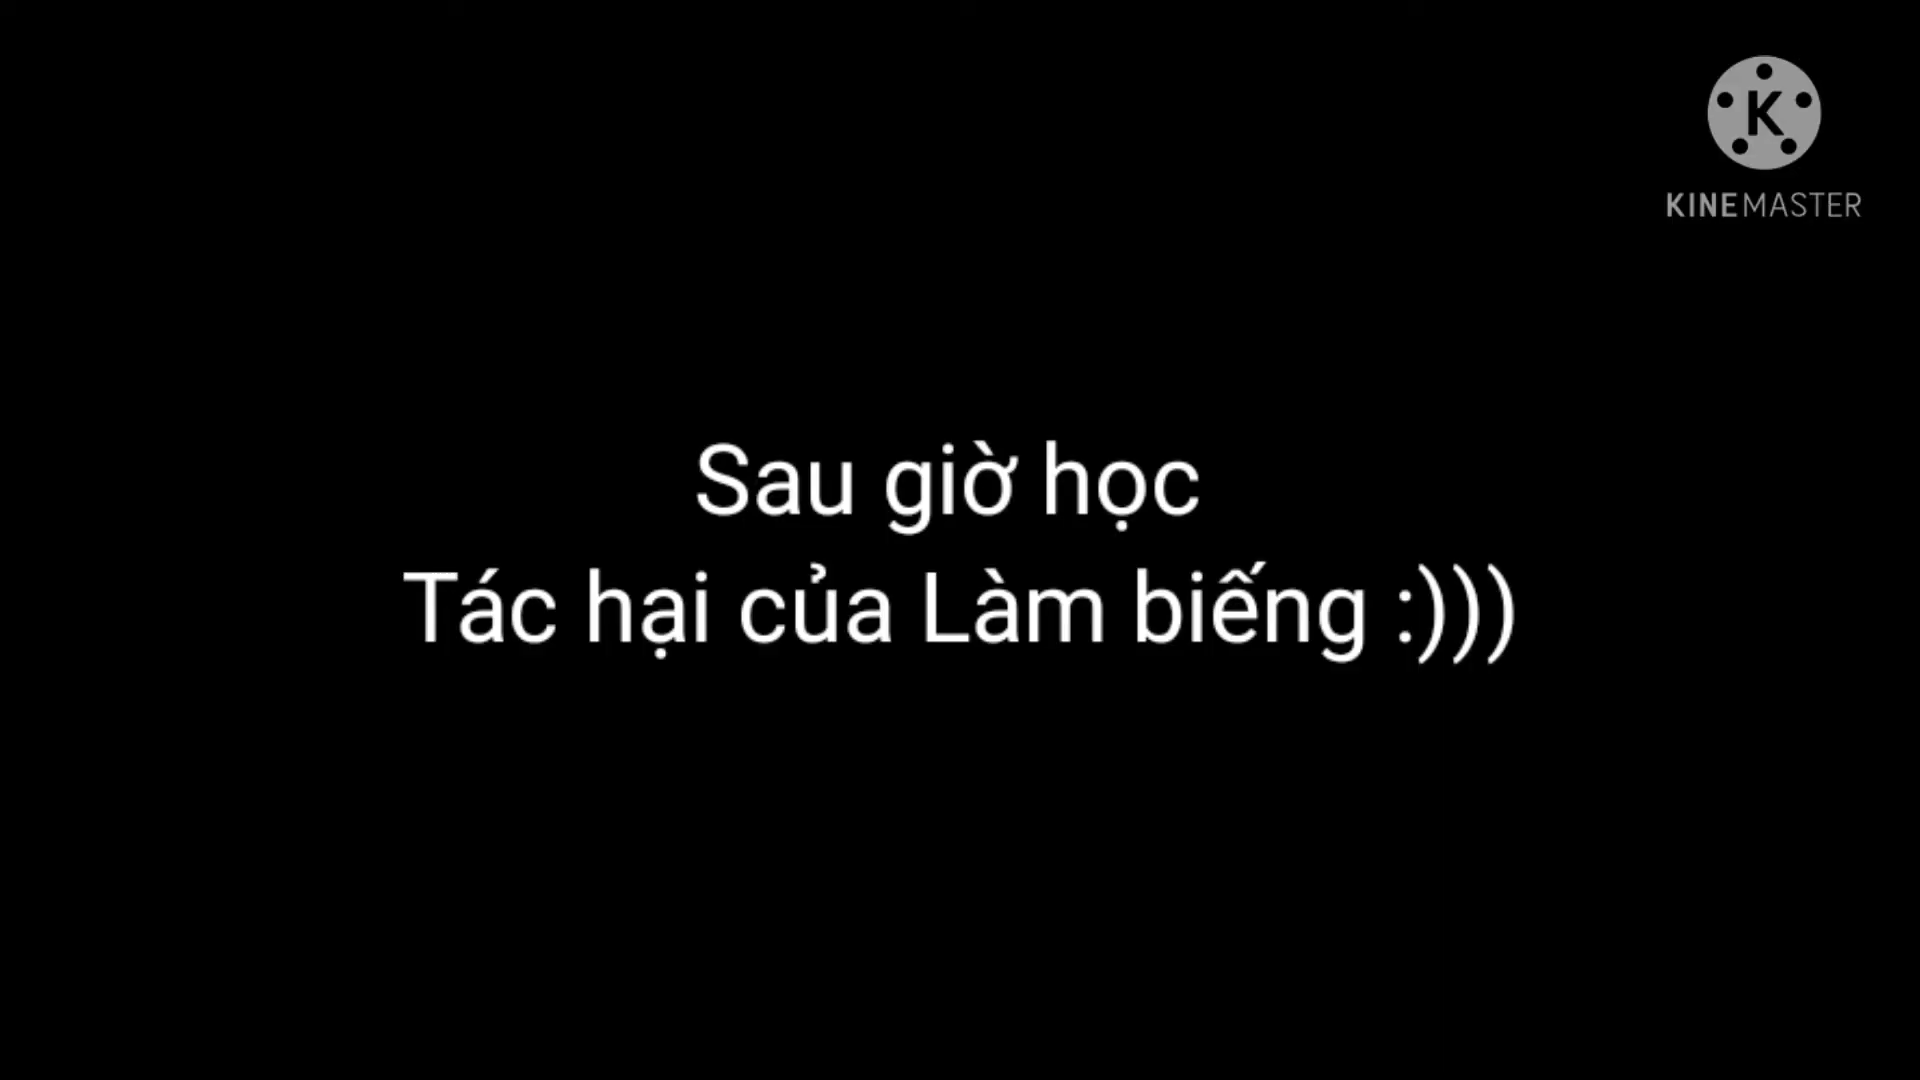 K
KINEMASTER
Sau giờ học
Tác hại của Làm biếng :)))